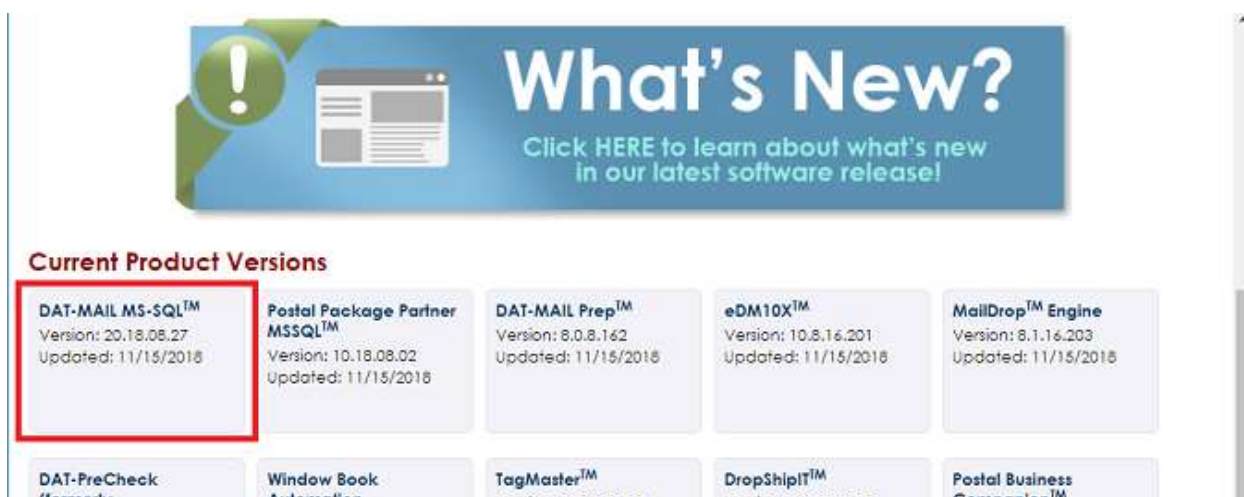 !
What's New?
Click HERE to learn about what's new
in our latest software release!
Current Product Versions
DAT-MAIL MS-SQL™
Version: 20.18.08.27
Updated: 11/15/2018
Postal Package Partner
MSSQL™
Version: 10.18.08.02
Updated: 11/15/2018
DAT-MAIL Prep™
Version: 8.0.8.162
Updated: 11/15/2018
eDM10X™
Version: 10.8.16.201
Updated: 11/15/2018
MailDrop™ Engine
Version: 8.1.16.203
Updated: 11/15/2018
DAT-PreCheck
Window Book
TagMaster™
DropShipIT™
Postal Business